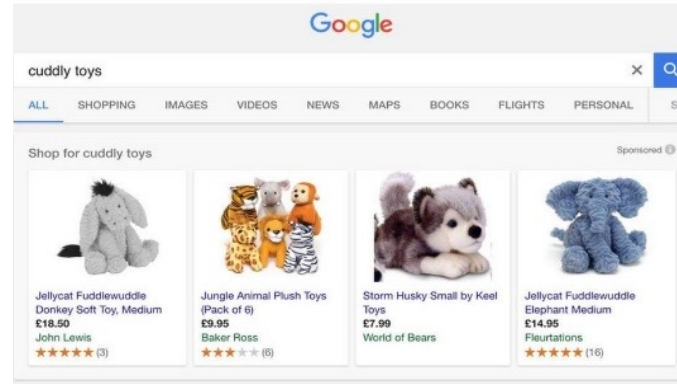 Google
cuddly toys
ALL SHOPPING IMAGES VIDEOS NEWS MAPS BOOKS FLIGHTS PERSONAL
Shop for cuddly toys Sponsored
Jellycat Fuddlewuddle
Donkey Soft Toy, Medium
£18.50
John Lewis
(3)
Jungle Animal Plush Toys
(Pack of 6)
£9.95
Baker Ross
(6)
Storm Husky Small by Keel
Toys
£7.99
World of Bears
Jellycat Fuddlewuddle
Elephant Medium
£14.95
Fleurtations
(16)